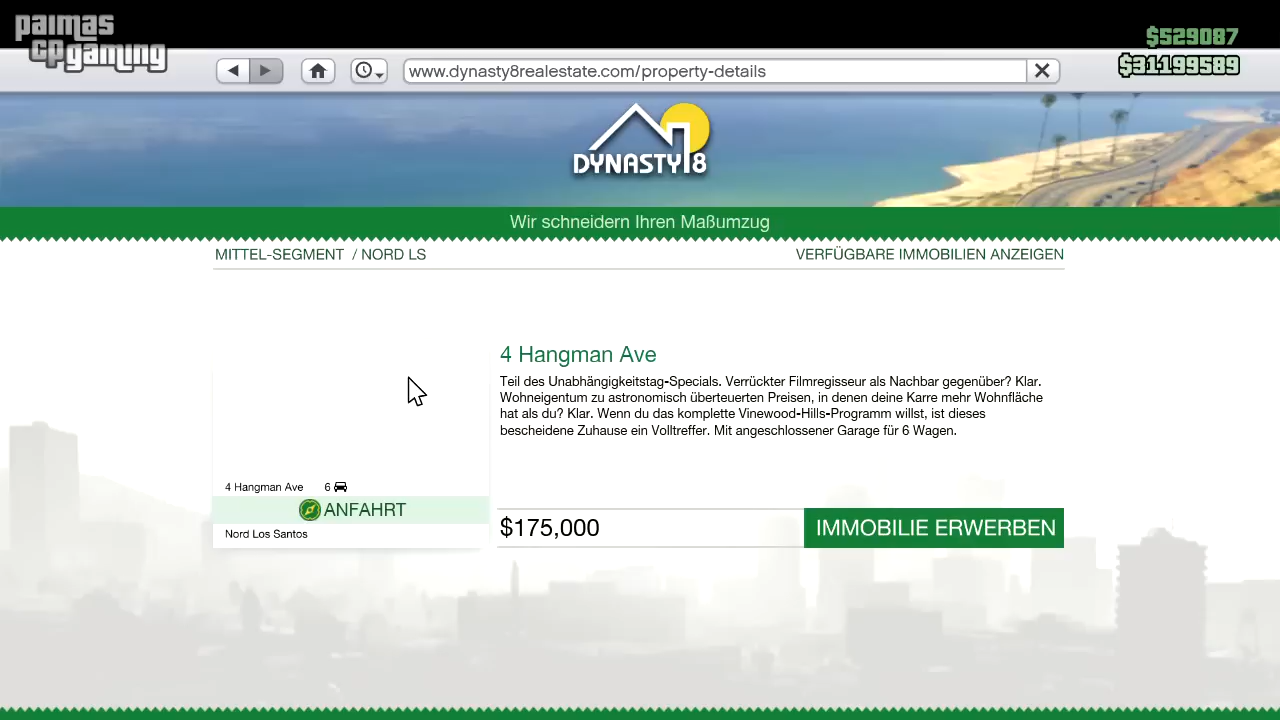 paimas
cpgaming
$529087
$31199589
www.dynasty8realestate.com/property-details
DYNASTY 8
Wir schneidern Ihren Maßumzug
MITTEL-SEGMENT / NORD LS
VERFÜGBARE IMMOBILIEN ANZEIGEN
4 Hangman Ave
Teil des Unabhängigkeitstag-Specials. Verrückter Filmregisseur als Nachbar gegenüber? Klar.
Wohneigentum zu astronomisch überteuerten Preisen, in denen deine Karre mehr Wohnfläche
hat als du? Klar. Wenn du das komplette Vinewood-Hills-Programm willst, ist dieses
bescheidene Zuhause ein Volltreffer. Mit angeschlossener Garage für 6 Wagen.
4 Hangman Ave 6
ANFAHRT
Nord Los Santos
$175,000
IMMOBILIE ERWERBEN